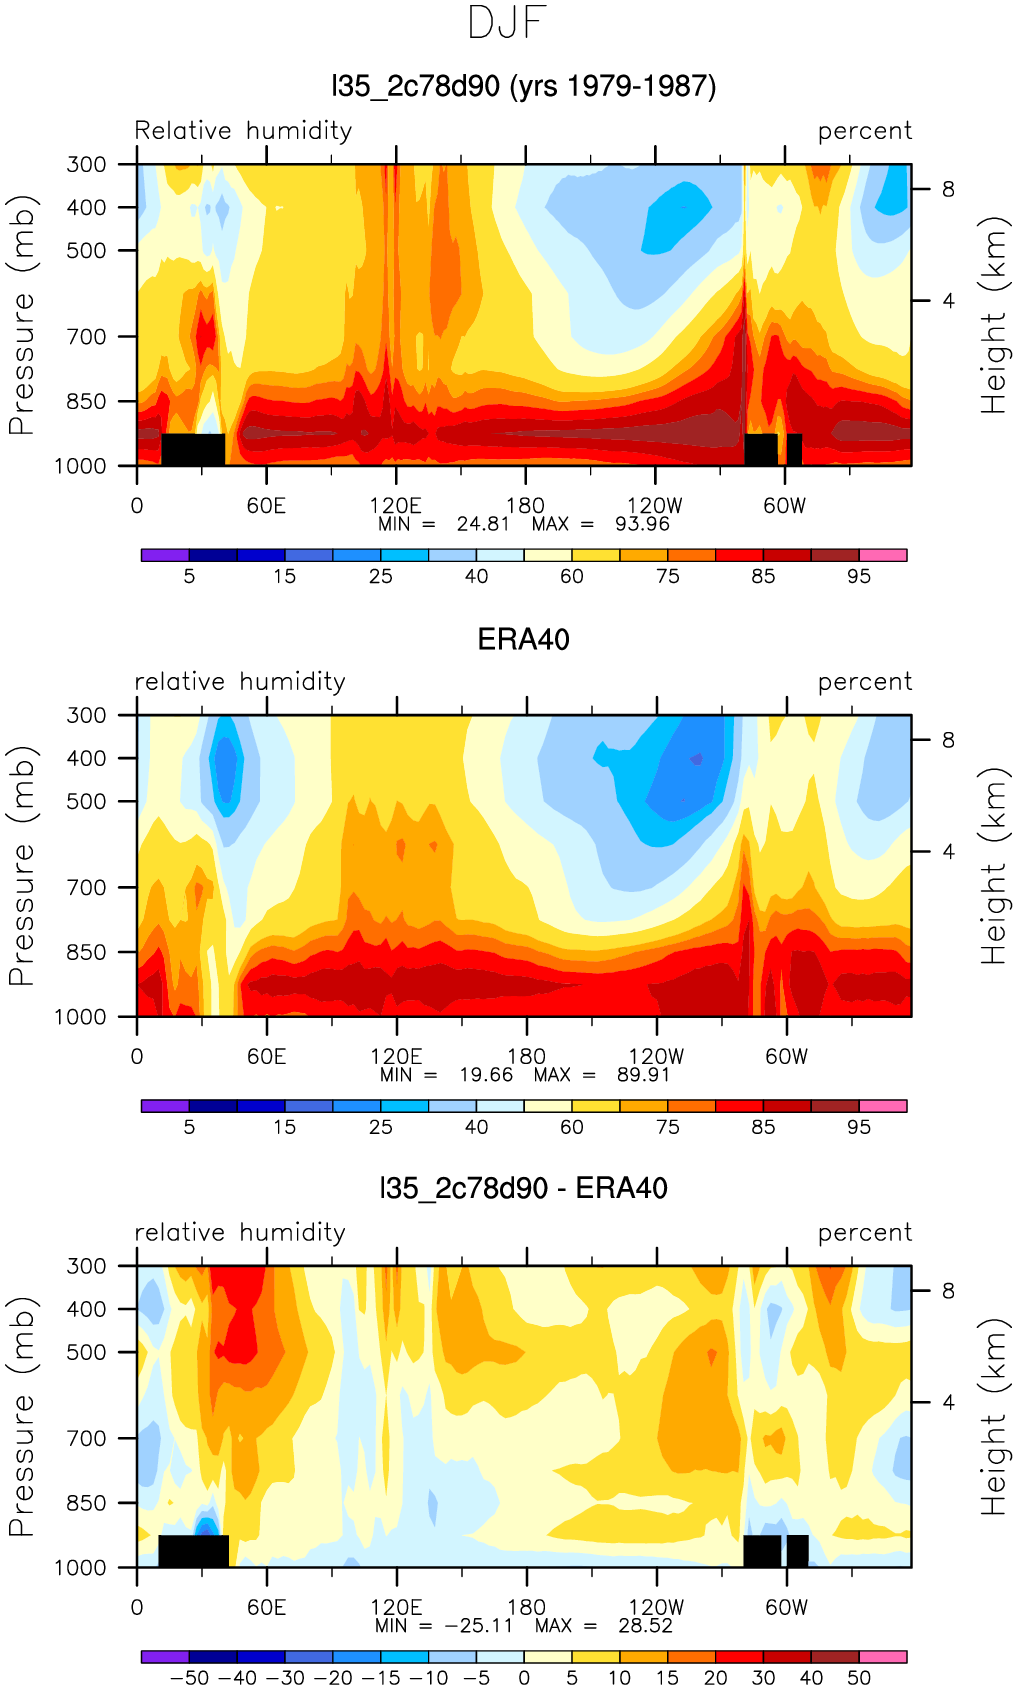 DJF
l35_2c78d90 (yrs 1979-1987)
Relative humidity percent
300
400
500
700
850
1000
Pressure (mb)
8
4
Height (km)
0 60E 120E 180 120W 60W
MIN = 24.81 MAX = 93.96
5 15 25 40 60 75 85 95
ERA40
relative humidity percent
300
400
500
700
850
1000
Pressure (mb)
8
4
Height (km)
0 60E 120E 180 120W 60W
MIN = 19.66 MAX = 89.91
5 15 25 40 60 75 85 95
l35_2c78d90 - ERA40
relative humidity percent
300
400
500
700
850
1000
Pressure (mb)
8
4
Height (km)
0 60E 120E 180 120W 60W
MIN = −25.11 MAX = 28.52
−50 −40 −30 −20 −15 −10 −5 0 5 10 15 20 30 40 50